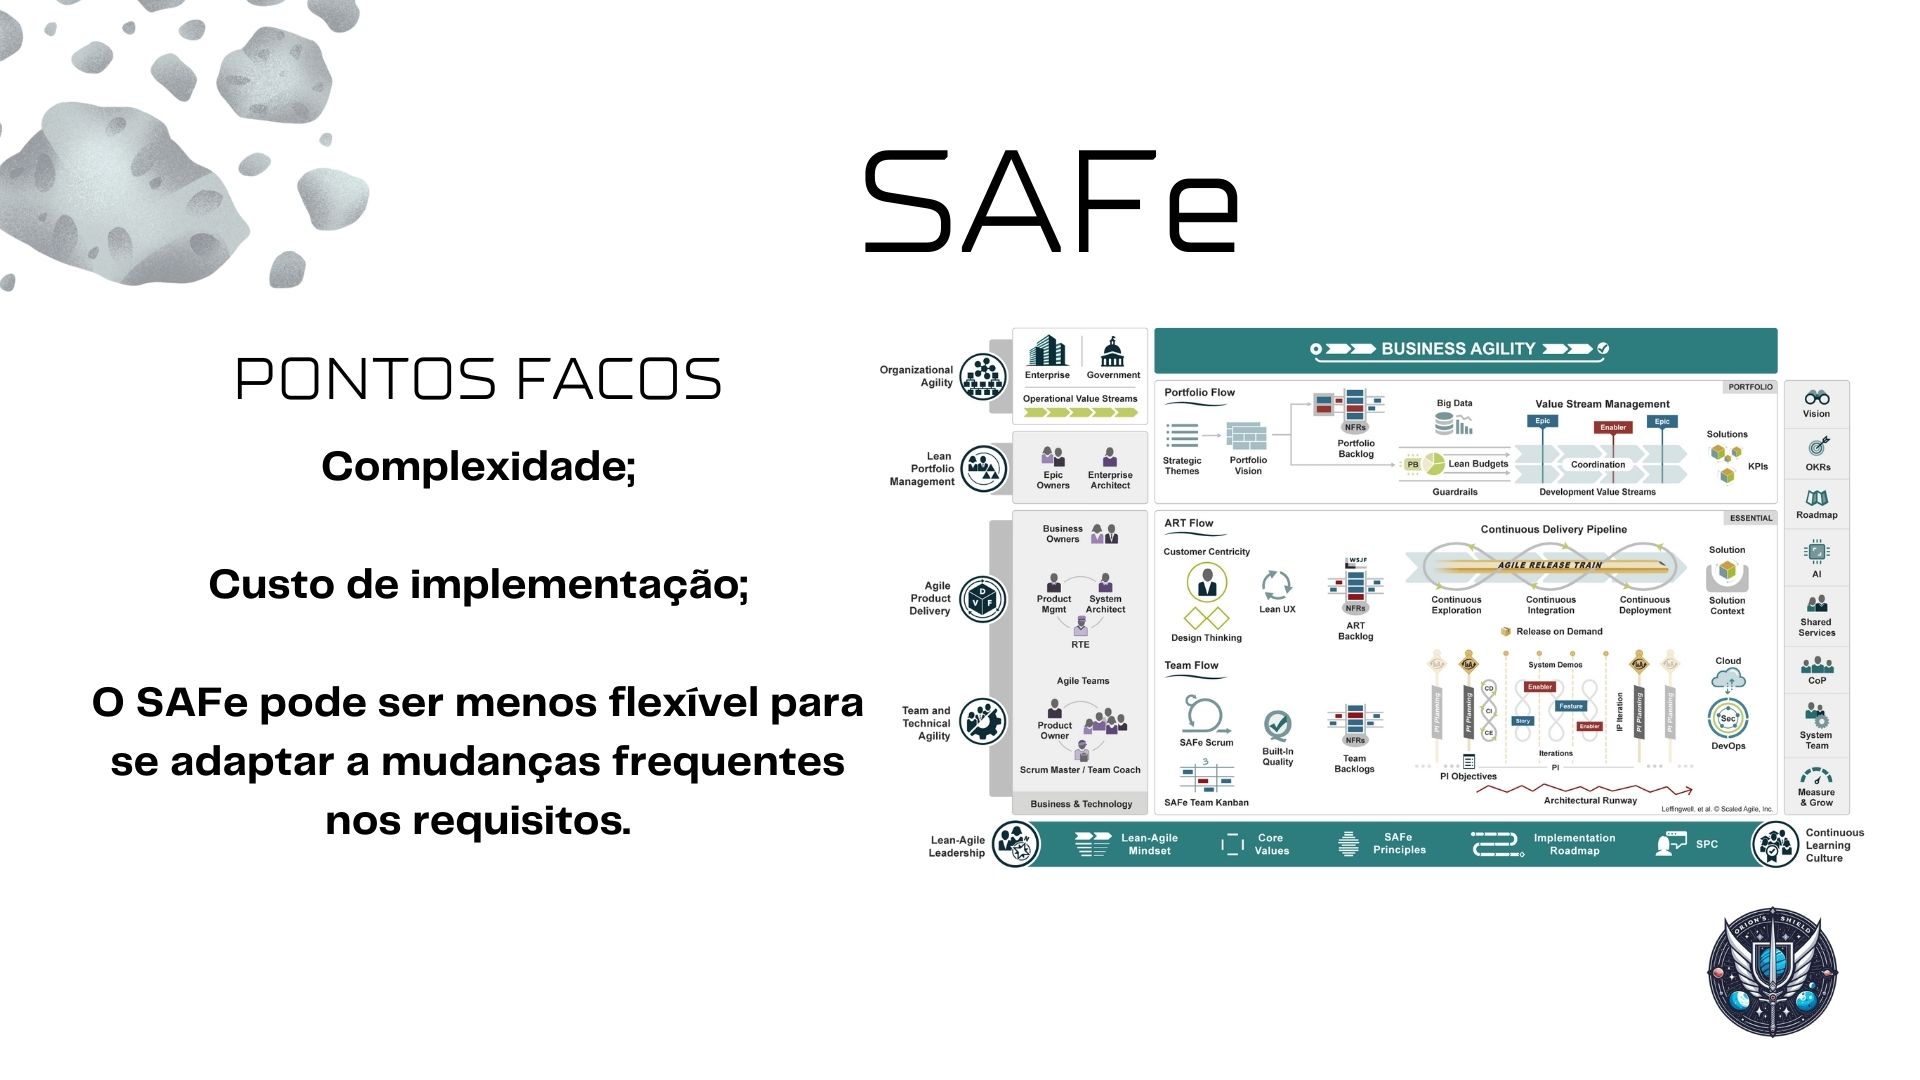 SAFe
PONTOS FACOS
Complexidade;
Custo de implementação;
O SAFe pode ser menos flexível para
se adaptar a mudanças frequentes
nos requisitos.
Organizational
Agility
Enterprise
Government
Operational Value Streams
BUSINESS AGILITY
Lean
Portfolio
Management
Epic
Owners
Enterprise
Architect
Portfolio Flow
PORTFOLIO
Strategic
Themes
Portfolio
Vision
NFRs
Portfolio
Backlog
Big Data
PB
Lean Budgets
Guardrails
Value Stream Management
Epic
Enabler
Epic
Coordination
Development Value Streams
Solutions
KPIs
Agile
Product
Delivery
D
V F
Business
Owners
Product
Mgmt
System
Architect
RTE
Team and
Technical
Agility
Agile Teams
Product
Owner
Scrum Master / Team Coach
Business & Technology
ART Flow
ESSENTIAL
Customer Centricity
Design Thinking
Lean UX
WSJF
NFRs
ART
Backlog
Continuous Delivery Pipeline
AGILE RELEASE TRAIN
Continuous
Exploration
Continuous
Integration
Continuous
Deployment
Release on Demand
Solution
Solution
Context
Team Flow
SAFe Scrum
3
SAFe Team Kanban
Built-In
Quality
NFRs
Team
Backlogs
PI Planning
PI Planning
CD
CI
CE
System Demos
Enabler
Feature
Story
Enabler
Iterations
PI
IP Iteration
PI Planning
PI Planning
PI Objectives
Architectural Runway
Cloud
Sec
DevOps
Leffingwell, et al. © Scaled Agile, Inc.
Vision
OKRs
Roadmap
AI
Shared
Services
CoP
System
Team
Measure
& Grow
Lean-Agile
Leadership
Lean-Agile
Mindset
Core
Values
SAFe
Principles
Implementation
Roadmap
SPC
Continuous
Learning
Culture
ORION'S SHIELD